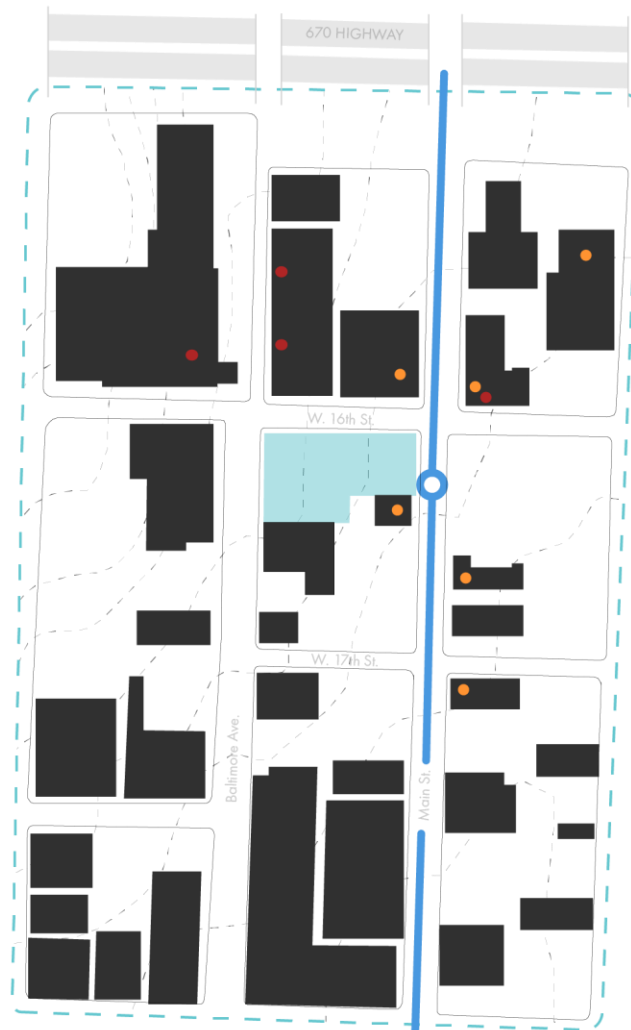 670 HIGHWAY
W. 16th St.
W. 17th St.
Baltimore Ave.
Main St.